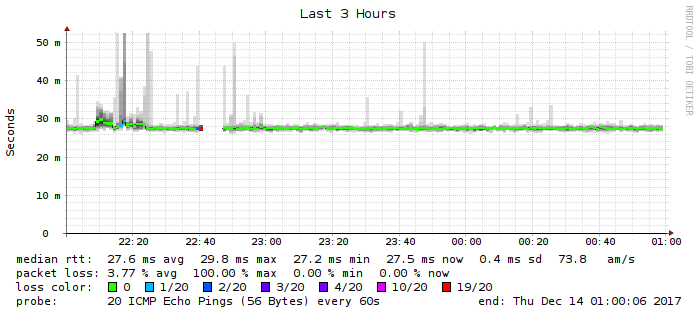 Last 3 Hours
RRDTOOL / TOBI OETIKER
Seconds
50 m
40 m
30 m
20 m
10 m
0
22:20 22:40 23:00 23:20 23:40 00:00 00:20 00:40 01:00
median rtt: 27.6 ms avg 29.8 ms max 27.2 ms min 27.5 ms now 0.4 ms sd 73.8 am/s
packet loss: 3.77 % avg 100.00 % max 0.00 % min 0.00 % now
loss color: 0 1/20 2/20 3/20 4/20 10/20 19/20
probe: 20 ICMP Echo Pings (56 Bytes) every 60s end: Thu Dec 14 01:00:06 2017